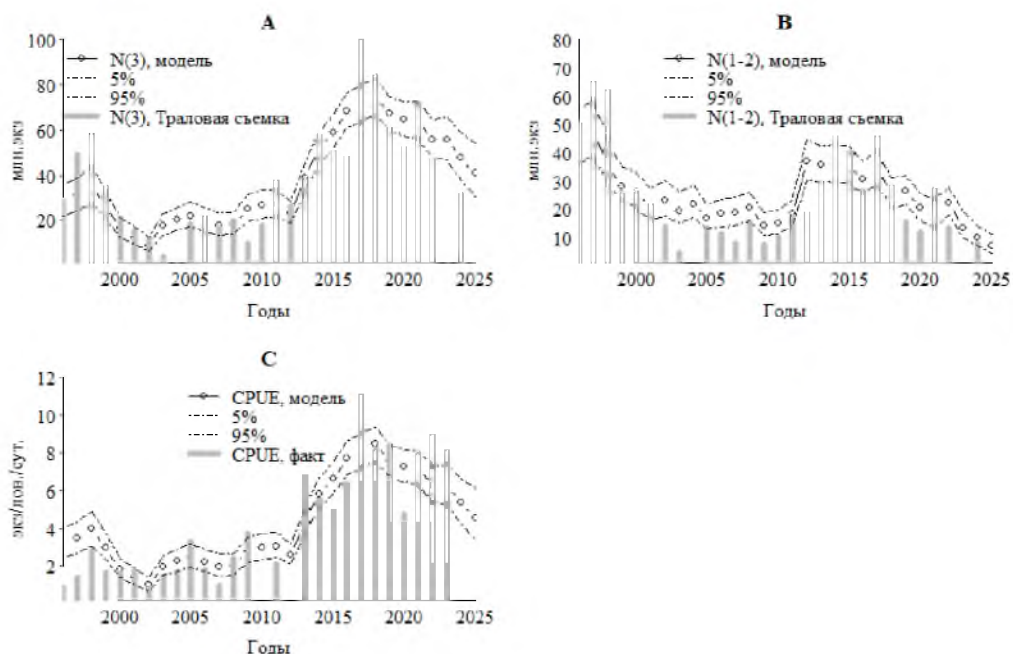 A
100
80
60
40
20
млн.экз
N(3), модель
5%
95%
N(3), Траловая съемка
2000 2005 2010 2015 2020 2025
Годы
B
80
70
60
50
40
30
20
10
млн.экз
N(1-2), модель
5%
95%
N(1-2), Траловая съемка
2000 2005 2010 2015 2020 2025
Годы
C
12
10
8
6
4
2
экз/лов./сут.
CPUE, модель
5%
95%
CPUE, факт
2000 2005 2010 2015 2020 2025
Годы